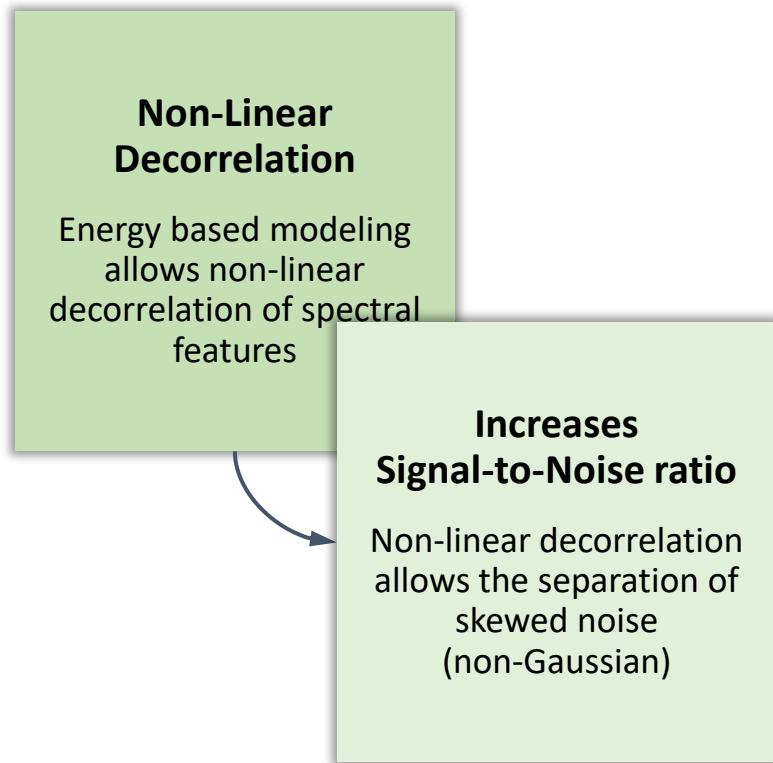 Non-Linear
Decorrelation
Energy based modeling
allows non-linear
decorrelation of spectral
features
Increases
Signal-to-Noise ratio
Non-linear decorrelation
allows the separation of
skewed noise
(non-Gaussian)